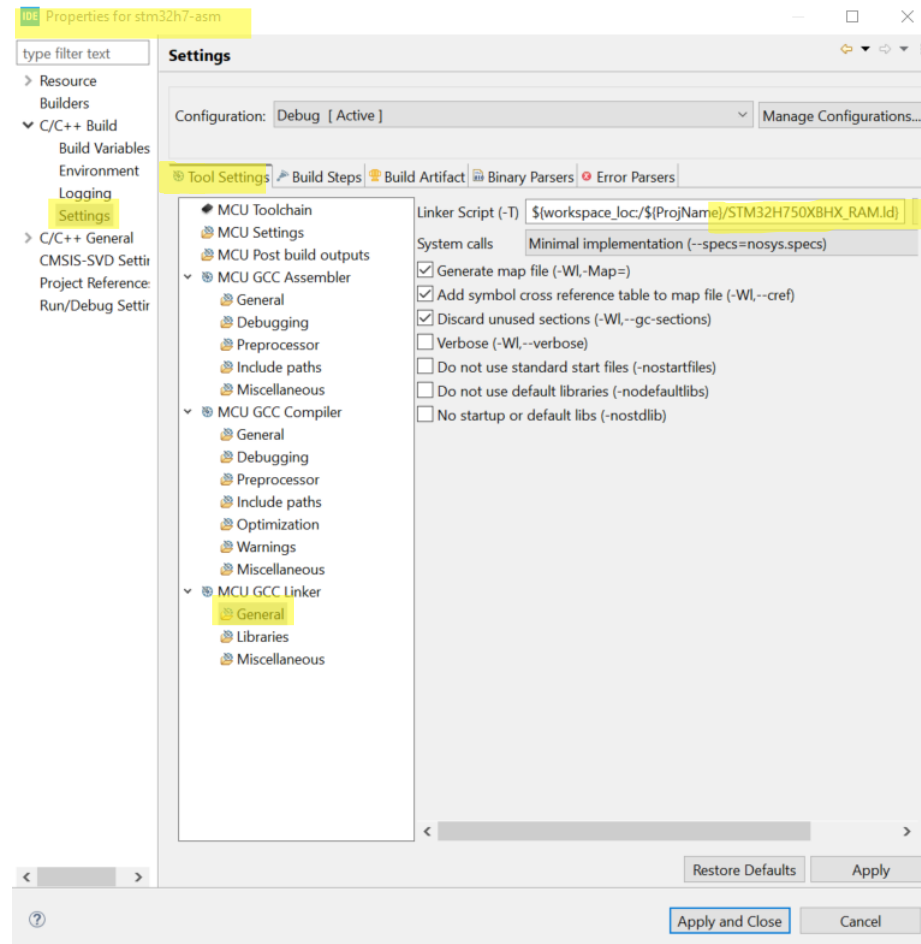 IDE Properties for stm32h7-asm
type filter text
Resource
Builders
C/C++ Build
Build Variables
Environment
Logging
Settings
C/C++ General
CMSIS-SVD Settir
Project Reference:
Run/Debug Settir
Settings
Configuration: Debug [ Active ]
Manage Configurations...
Tool Settings Build Steps Build Artifact Binary Parsers Error Parsers
MCU Toolchain
MCU Settings
MCU Post build outputs
MCU GCC Assembler
General
Debugging
Preprocessor
Include paths
Miscellaneous
MCU GCC Compiler
General
Debugging
Preprocessor
Include paths
Optimization
Warnings
Miscellaneous
MCU GCC Linker
General
Libraries
Miscellaneous
Linker Script (-T) ${workspace_loc:/${ProjName}/STM32H750XBHX_RAM.ld}
System calls Minimal implementation (--specs=nosys.specs)
Generate map file (-Wl,-Map=)
Add symbol cross reference table to map file (-Wl,--cref)
Discard unused sections (-Wl,--gc-sections)
Verbose (-Wl,--verbose)
Do not use standard start files (-nostartfiles)
Do not use default libraries (-nodefaultlibs)
No startup or default libs (-nostdlib)
Restore Defaults
Apply
Apply and Close
Cancel